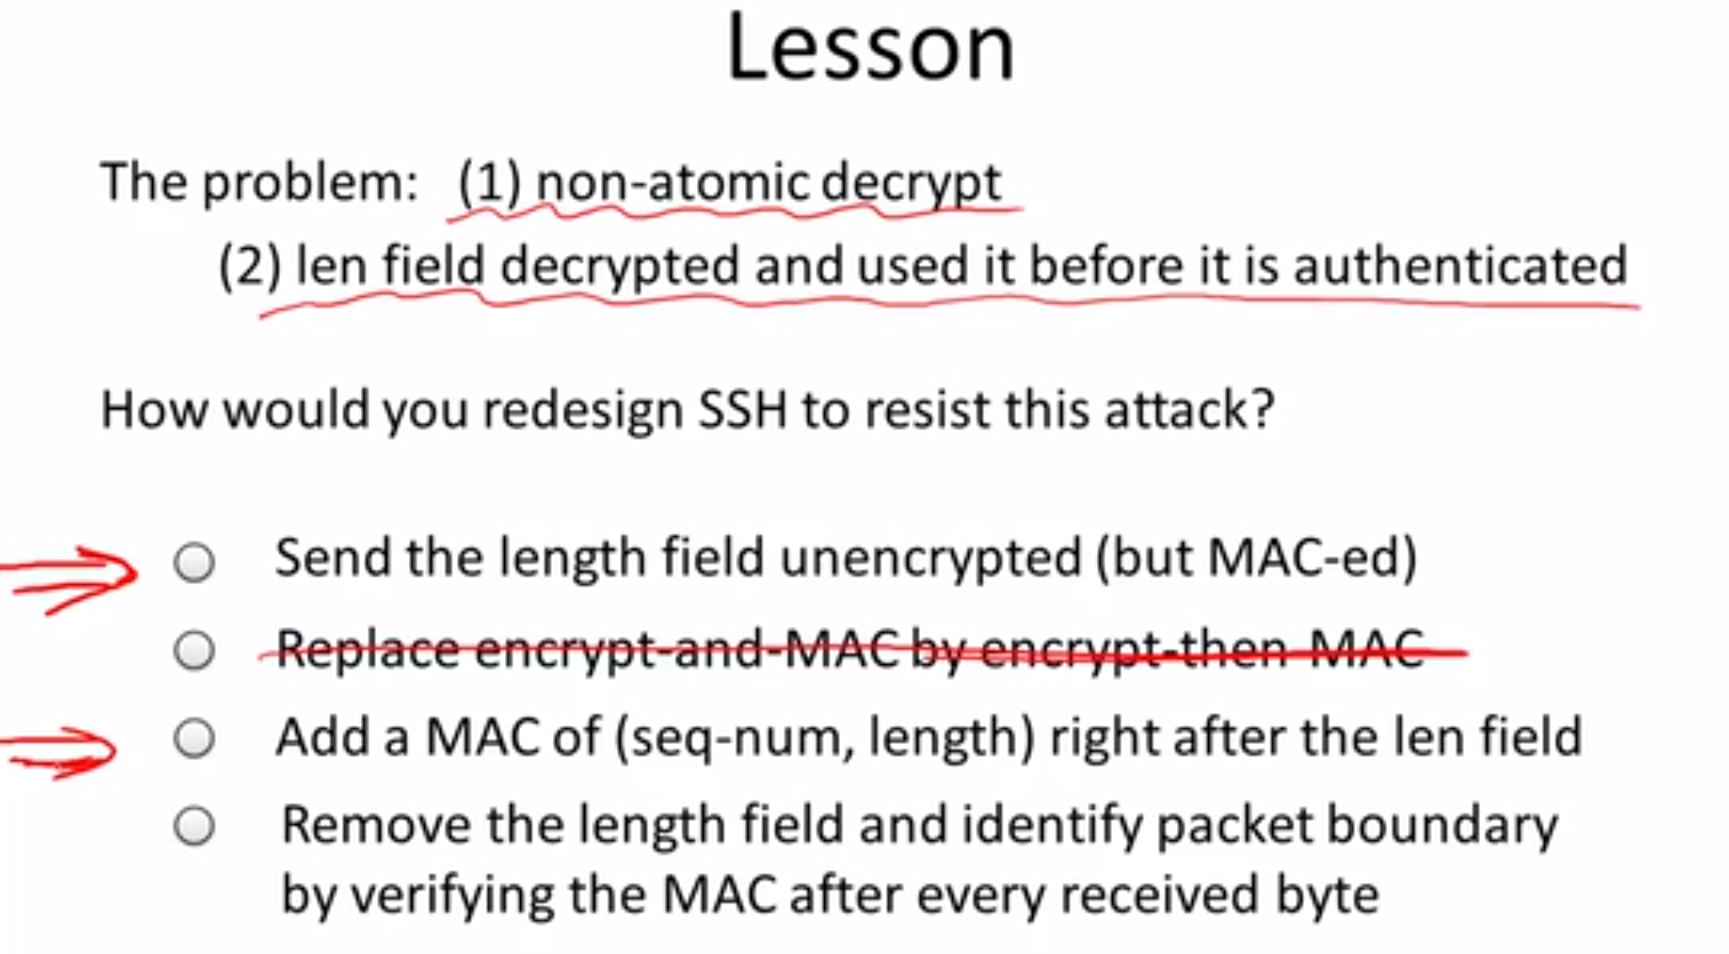 Lesson
The problem: (1) non-atomic decrypt
(2) len field decrypted and used it before it is authenticated
How would you redesign SSH to resist this attack?
Send the length field unencrypted (but MAC-ed)
Replace encrypt-and-MAC by encrypt-then-MAC
Add a MAC of (seq-num, length) right after the len field
Remove the length field and identify packet boundary
by verifying the MAC after every received byte